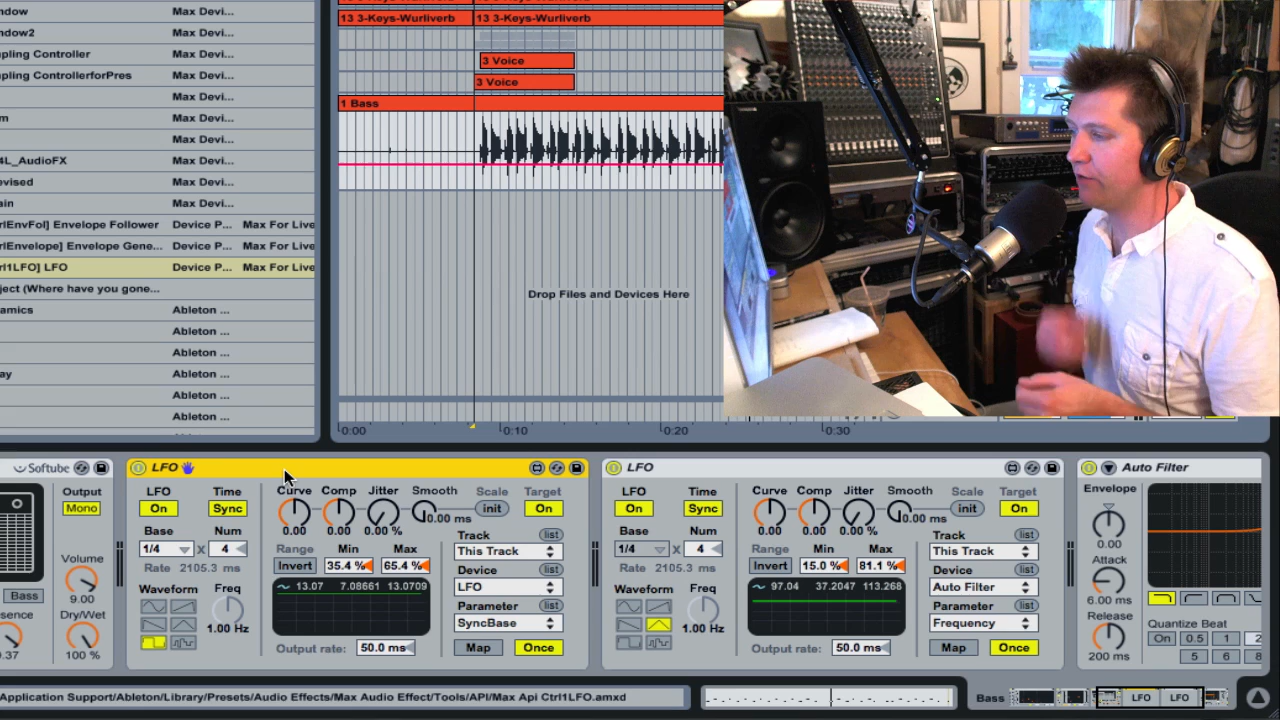 ndow Max Devi...
ndow2 Max Devi...
mpling Controller Max Devi...
mpling ControllerforPres Max Devi...
Max Devi...
m Max Devi...
Max Devi...
4L_AudioFX Max Devi...
evised Max Devi...
ain Max Devi...
rlEnvFol] Envelope Follower Device P... Max For Live
rlEnvelope] Envelope Gene... Device P... Max For Live
rl1LFO] LFO Device P... Max For Live
ject (Where have you gone...
amics Ableton ...
Ableton ...
Ableton ...
ay Ableton ...
Ableton ...
Ableton ...
13 3-Keys-Wurliverb 13 3-Keys-Wurliverb
3 Voice
3 Voice
1 Bass
Drop Files and Devices Here
0:00 0:10 0:20 0:30
Softube
Output
Mono
Volume
9.00
Bass
Dry/Wet
esence
0.37 100 %
LFO
LFO Time
On Sync
Base Num
1/4 x 4
Rate 2105.3 ms
Waveform Freq
1.00 Hz
Curve Comp Jitter Smooth Scale Target
0.00 0.00 0.00 % 0.00 ms init On
Range Min Max
Invert 35.4 % 65.4 %
13.07 7.08661 13.0709
Output rate: 50.0 ms
Track list
This Track
Device list
LFO
Parameter list
SyncBase
Map Once
LFO
LFO Time
On Sync
Base Num
1/4 x 4
Rate 2105.3 ms
Waveform Freq
1.00 Hz
Curve Comp Jitter Smooth Scale Target
0.00 0.00 0.00 % 0.00 ms init On
Range Min Max
Invert 15.0 % 81.1 %
97.04 37.2047 113.268
Output rate: 50.0 ms
Track list
This Track
Device list
Auto Filter
Parameter list
Frequency
Map Once
Auto Filter
Envelope
0.00
Attack
6.00 ms
Release
200 ms
Quantize Beat
On 0.5 1 2
5 6 8
Application Support/Ableton/Library/Presets/Audio Effects/Max Audio Effect/Tools/API/Max Api Ctrl1LFO.amxd
Bass LFO LFO